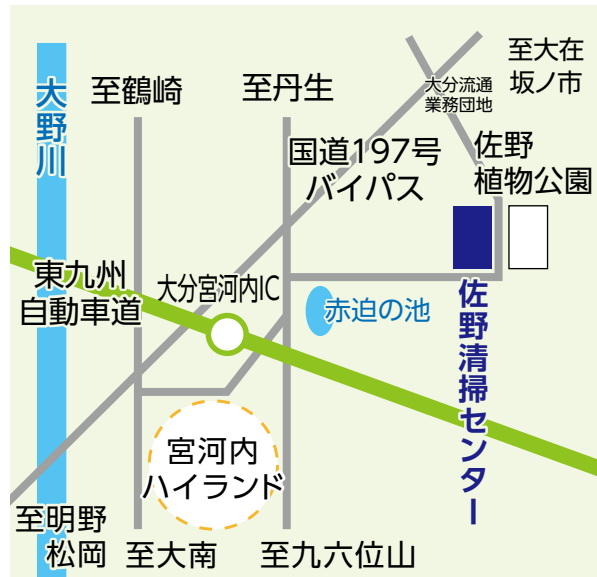 至大在
坂ノ市
大分流通
業務団地
至鶴崎
至丹生
大野川
国道197号
バイパス
佐野
植物公園
東九州
自動車道
大分宮河内IC
赤迫の池
佐野清掃センター
宮河内
ハイランド
至明野
松岡
至大南
至九六位山